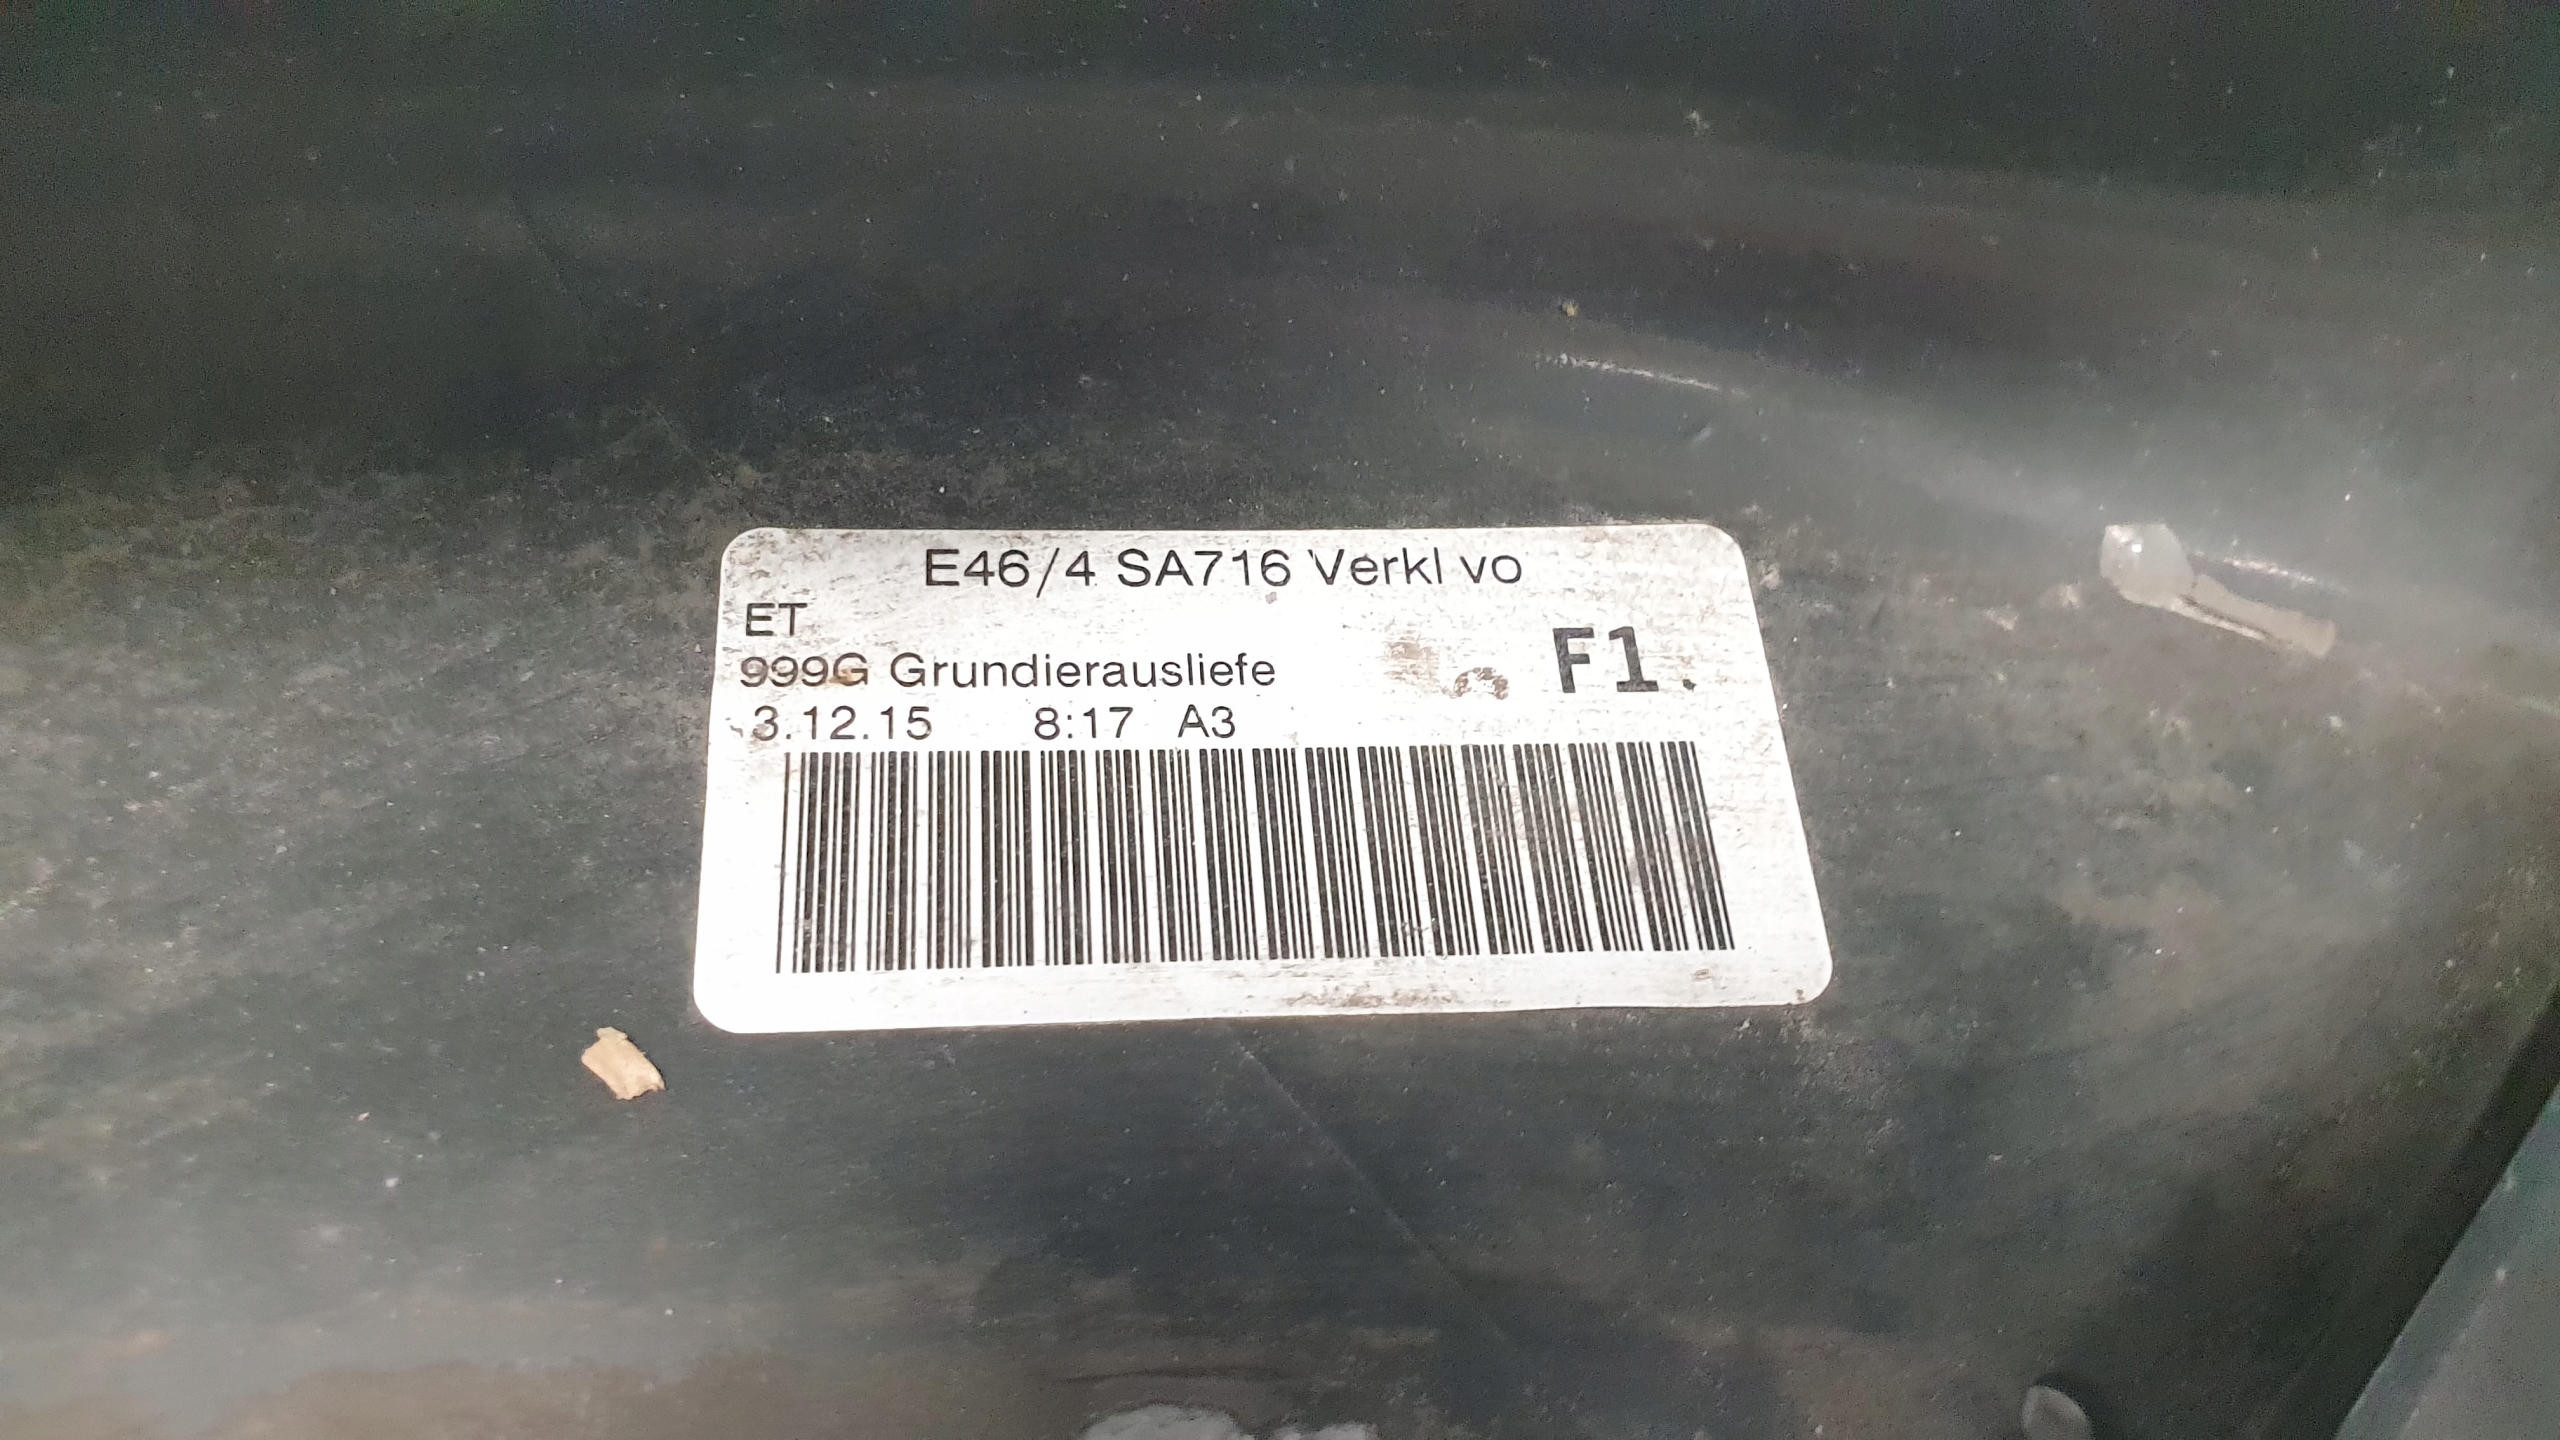 E46/4 SA716 Verkl vo
ET
999G Grundierausliefe
F1.
3.12.15 8:17 A3